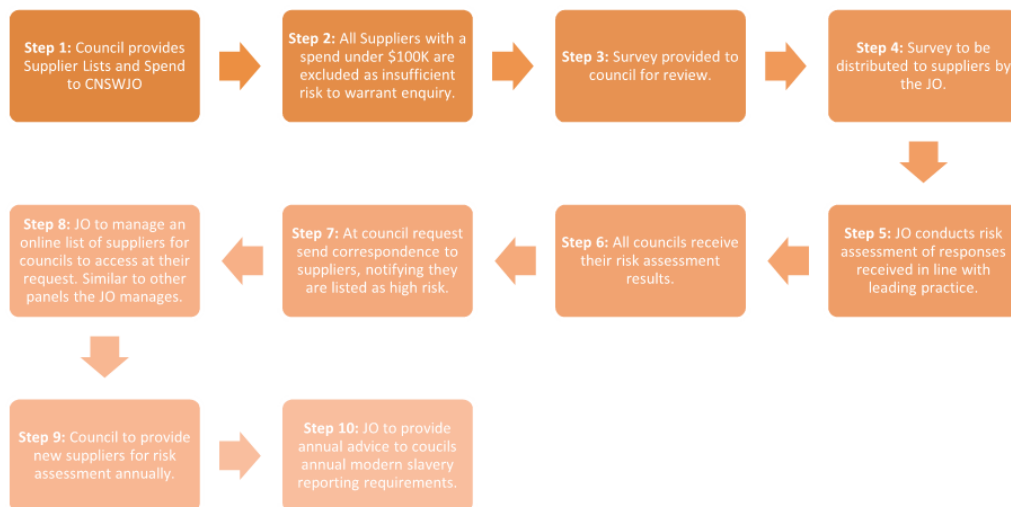 Step 1: Council provides
Supplier Lists and Spend
to CNSWJO
Step 2: All Suppliers with a
spend under $100K are
excluded as insufficient
risk to warrant enquiry.
Step 3: Survey provided to
council for review.
Step 4: Survey to be
distributed to suppliers by
the JO.
Step 5: JO conducts risk
assessment of responses
received in line with
leading practice.
Step 6: All councils receive
their risk assessment
results.
Step 7: At council request
send correspondence to
suppliers, notifying they
are listed as high risk.
Step 8: JO to manage an
online list of suppliers for
councils to access at their
request. Similar to other
panels the JO manages.
Step 9: Council to provide
new suppliers for risk
assessment annually.
Step 10: JO to provide
annual advice to coucils
annual modern slavery
reporting requirements.